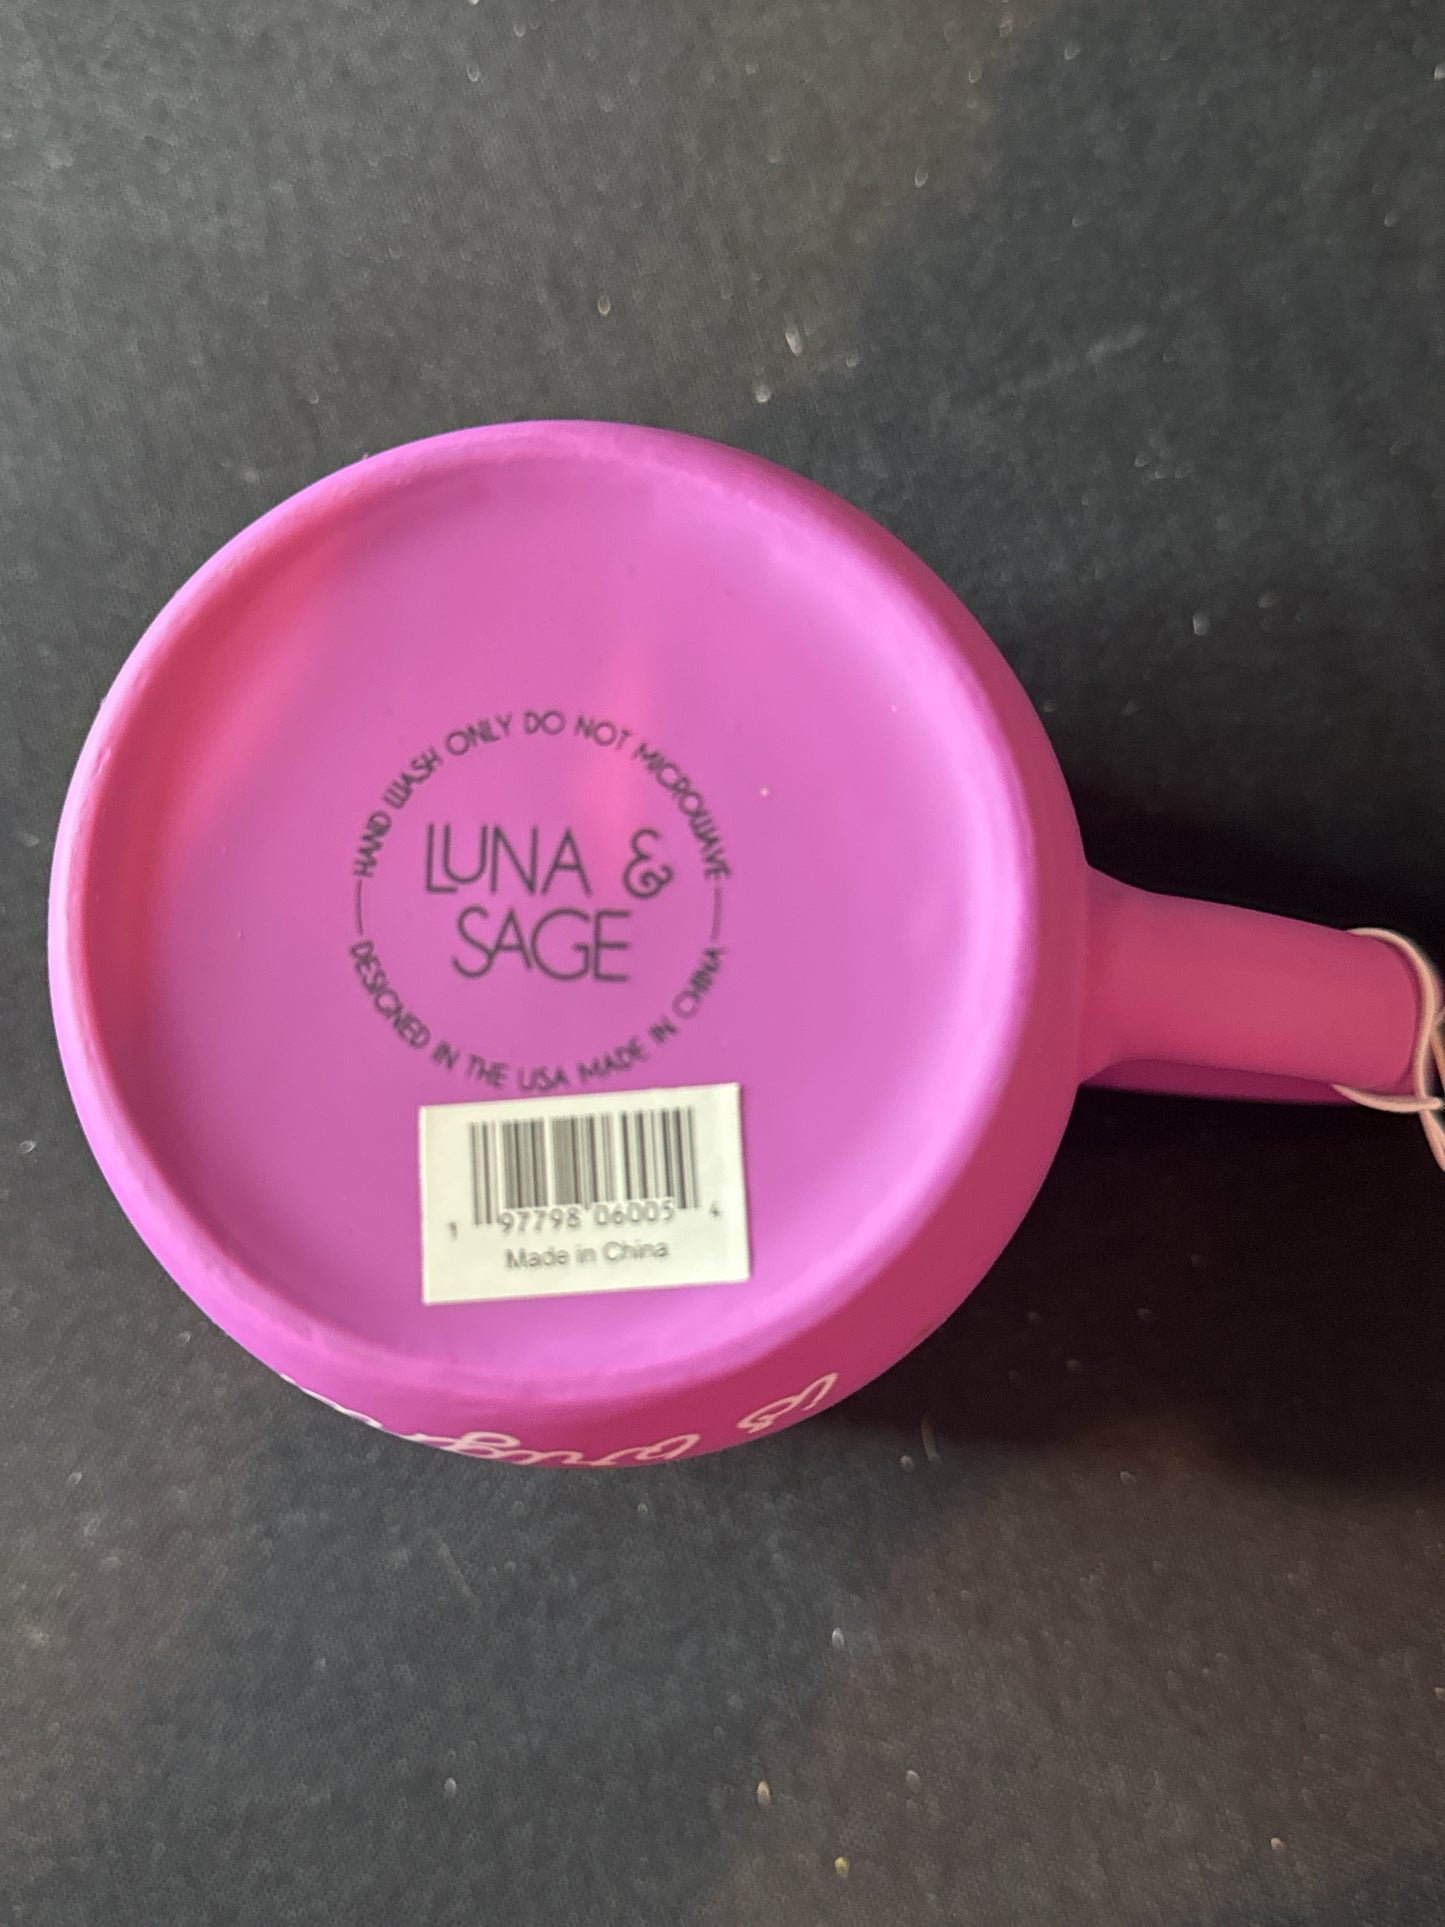 HAND WASH ONLY DO NOT MICROWAVE
LUNA &
SAGE
DESIGNED IN THE USA MADE IN CHINA
1 97798 06005 4
Made in China